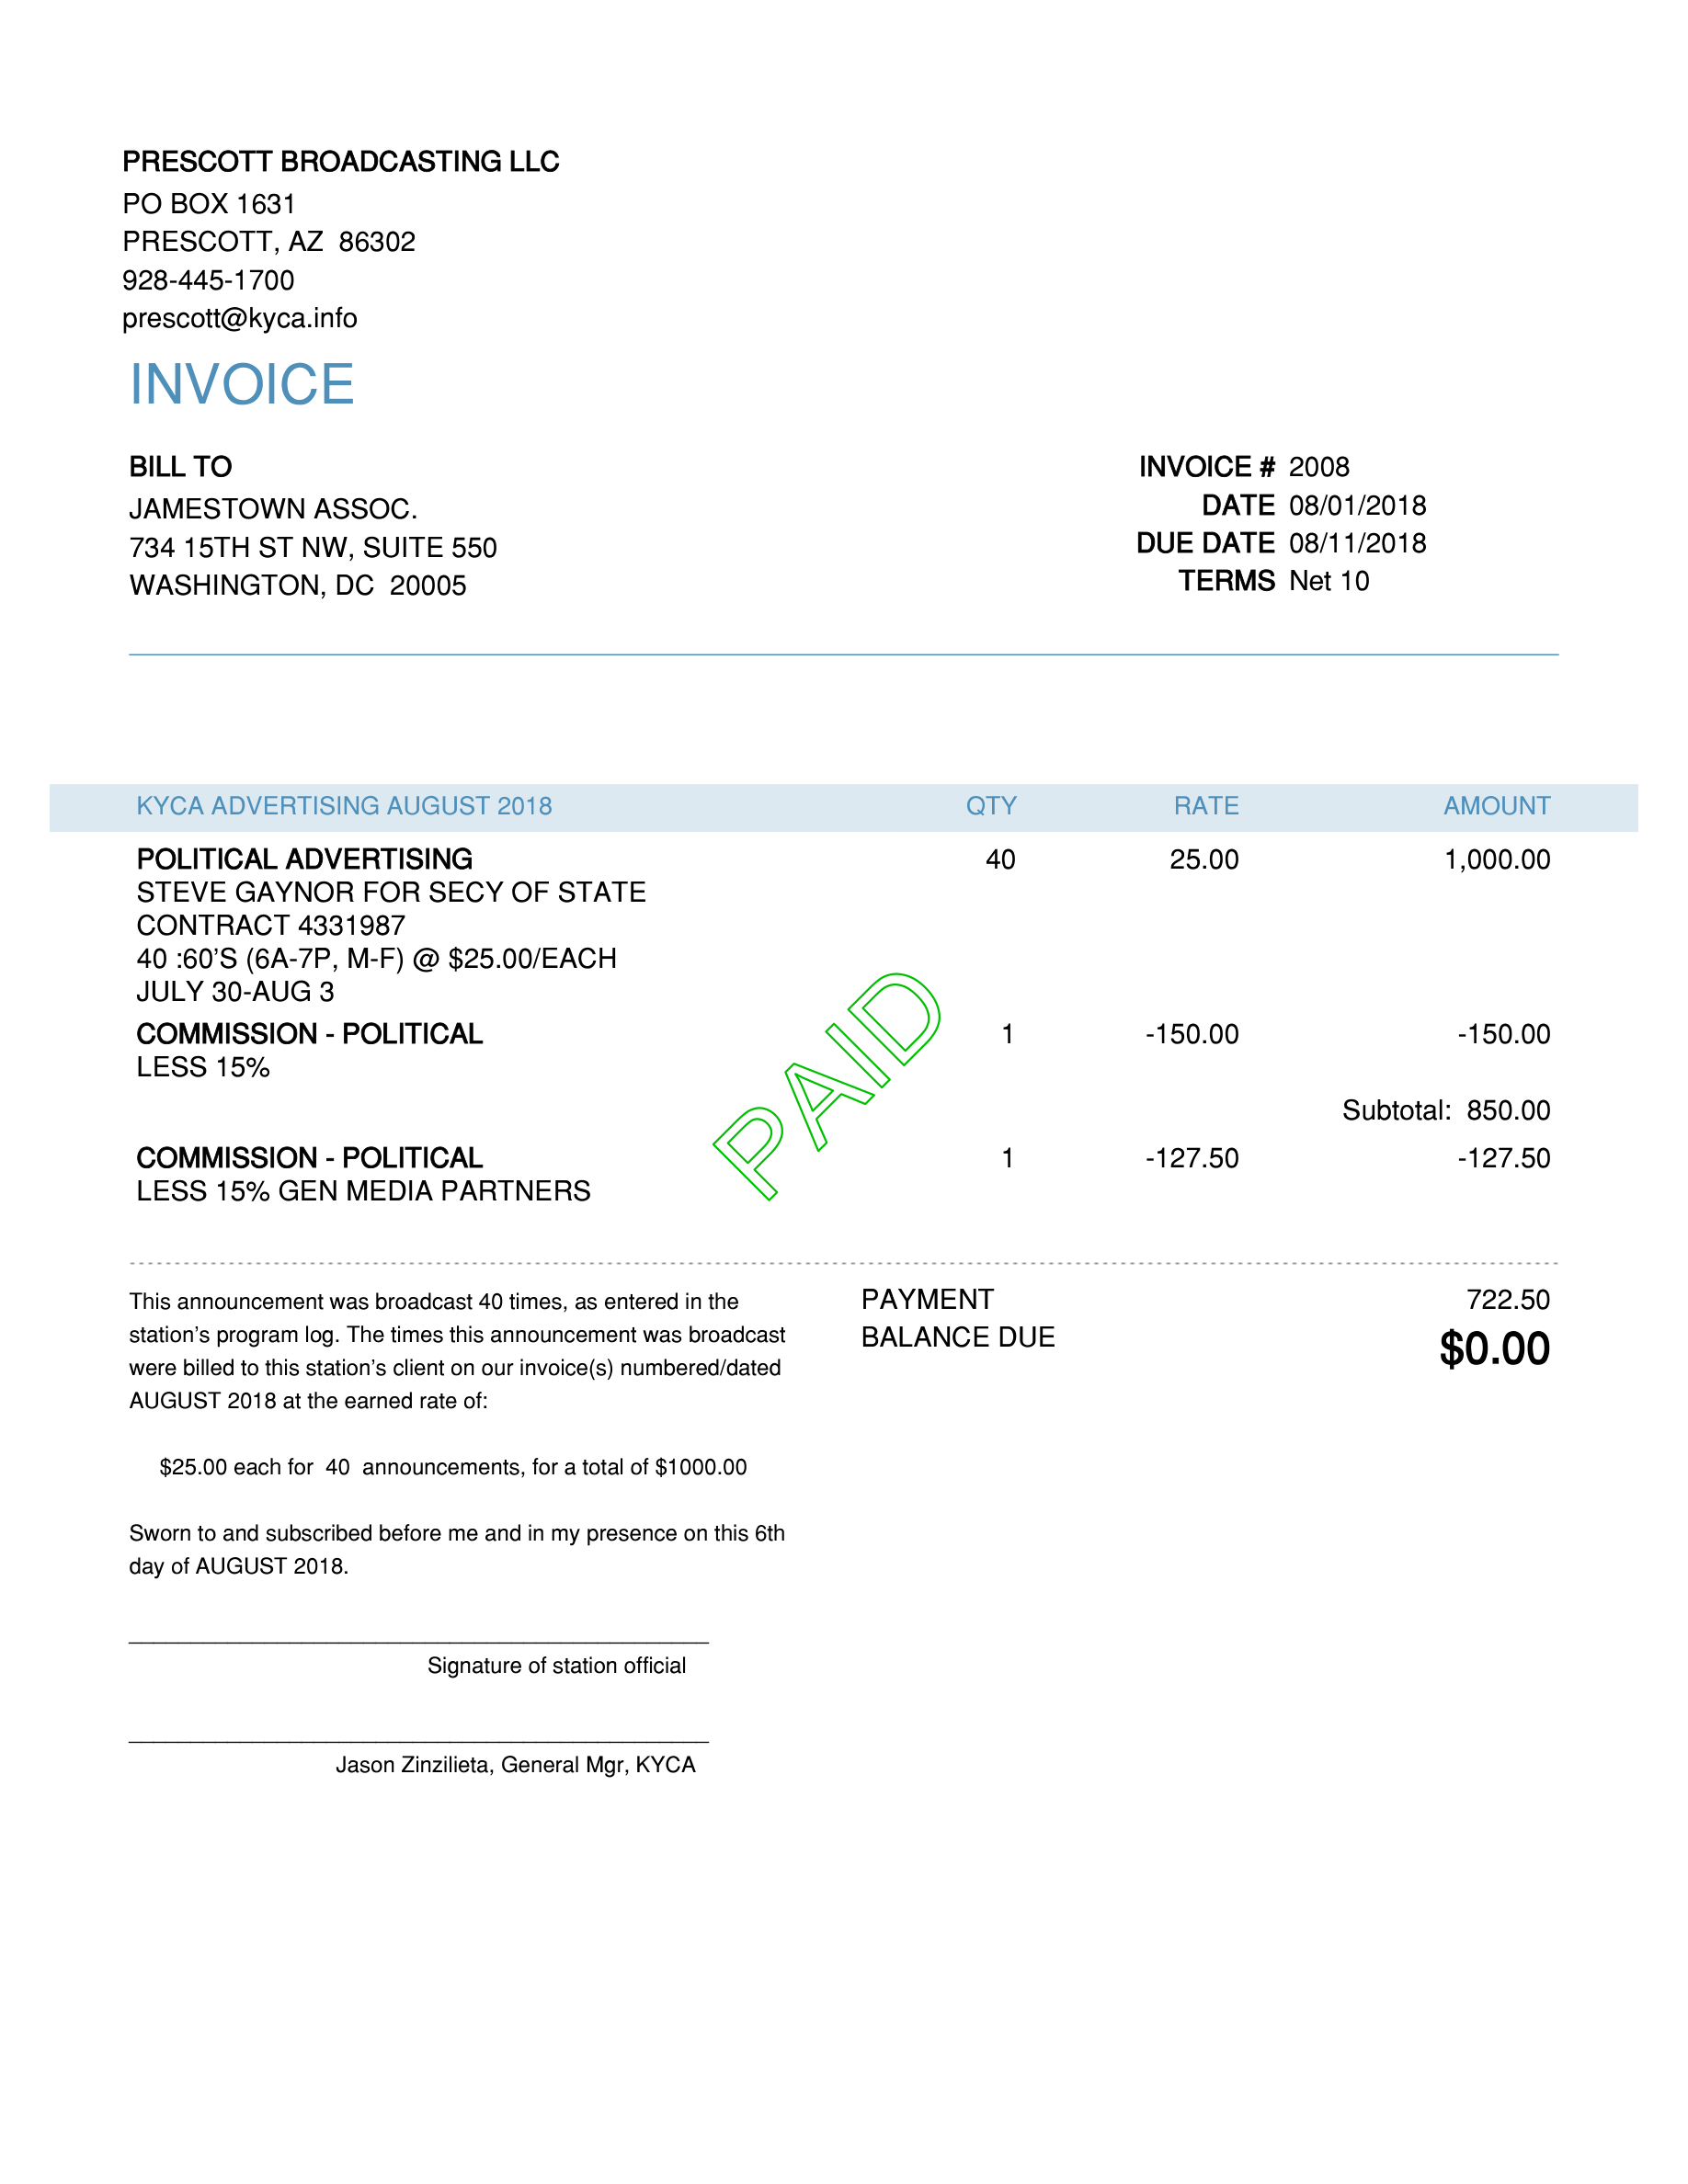 PRESCOTT BROADCASTING LLC
PO BOX 1631
PRESCOTT, AZ  86302
928-445-1700
prescott@kyca.info
INVOICE
BILL TO
JAMESTOWN ASSOC.
734 15TH ST NW, SUITE 550
WASHINGTON, DC  20005
INVOICE # 2008
DATE 08/01/2018
DUE DATE 08/11/2018
TERMS Net 10
KYCA ADVERTISING AUGUST 2018 QTY RATE AMOUNT
POLITICAL ADVERTISING 40 25.00 1,000.00
STEVE GAYNOR FOR SECY OF STATE
CONTRACT 4331987
40 :60'S (6A-7P, M-F) @ $25.00/EACH
JULY 30-AUG 3
COMMISSION - POLITICAL 1 -150.00 -150.00
LESS 15%
Subtotal: 850.00
COMMISSION - POLITICAL 1 -127.50 -127.50
LESS 15% GEN MEDIA PARTNERS
PAID
This announcement was broadcast 40 times, as entered in the
station's program log. The times this announcement was broadcast
were billed to this station's client on our invoice(s) numbered/dated
AUGUST 2018 at the earned rate of:
$25.00 each for  40  announcements, for a total of $1000.00
Sworn to and subscribed before me and in my presence on this 6th
day of AUGUST 2018.
Signature of station official
Jason Zinzilieta, General Mgr, KYCA
PAYMENT 722.50
BALANCE DUE $0.00